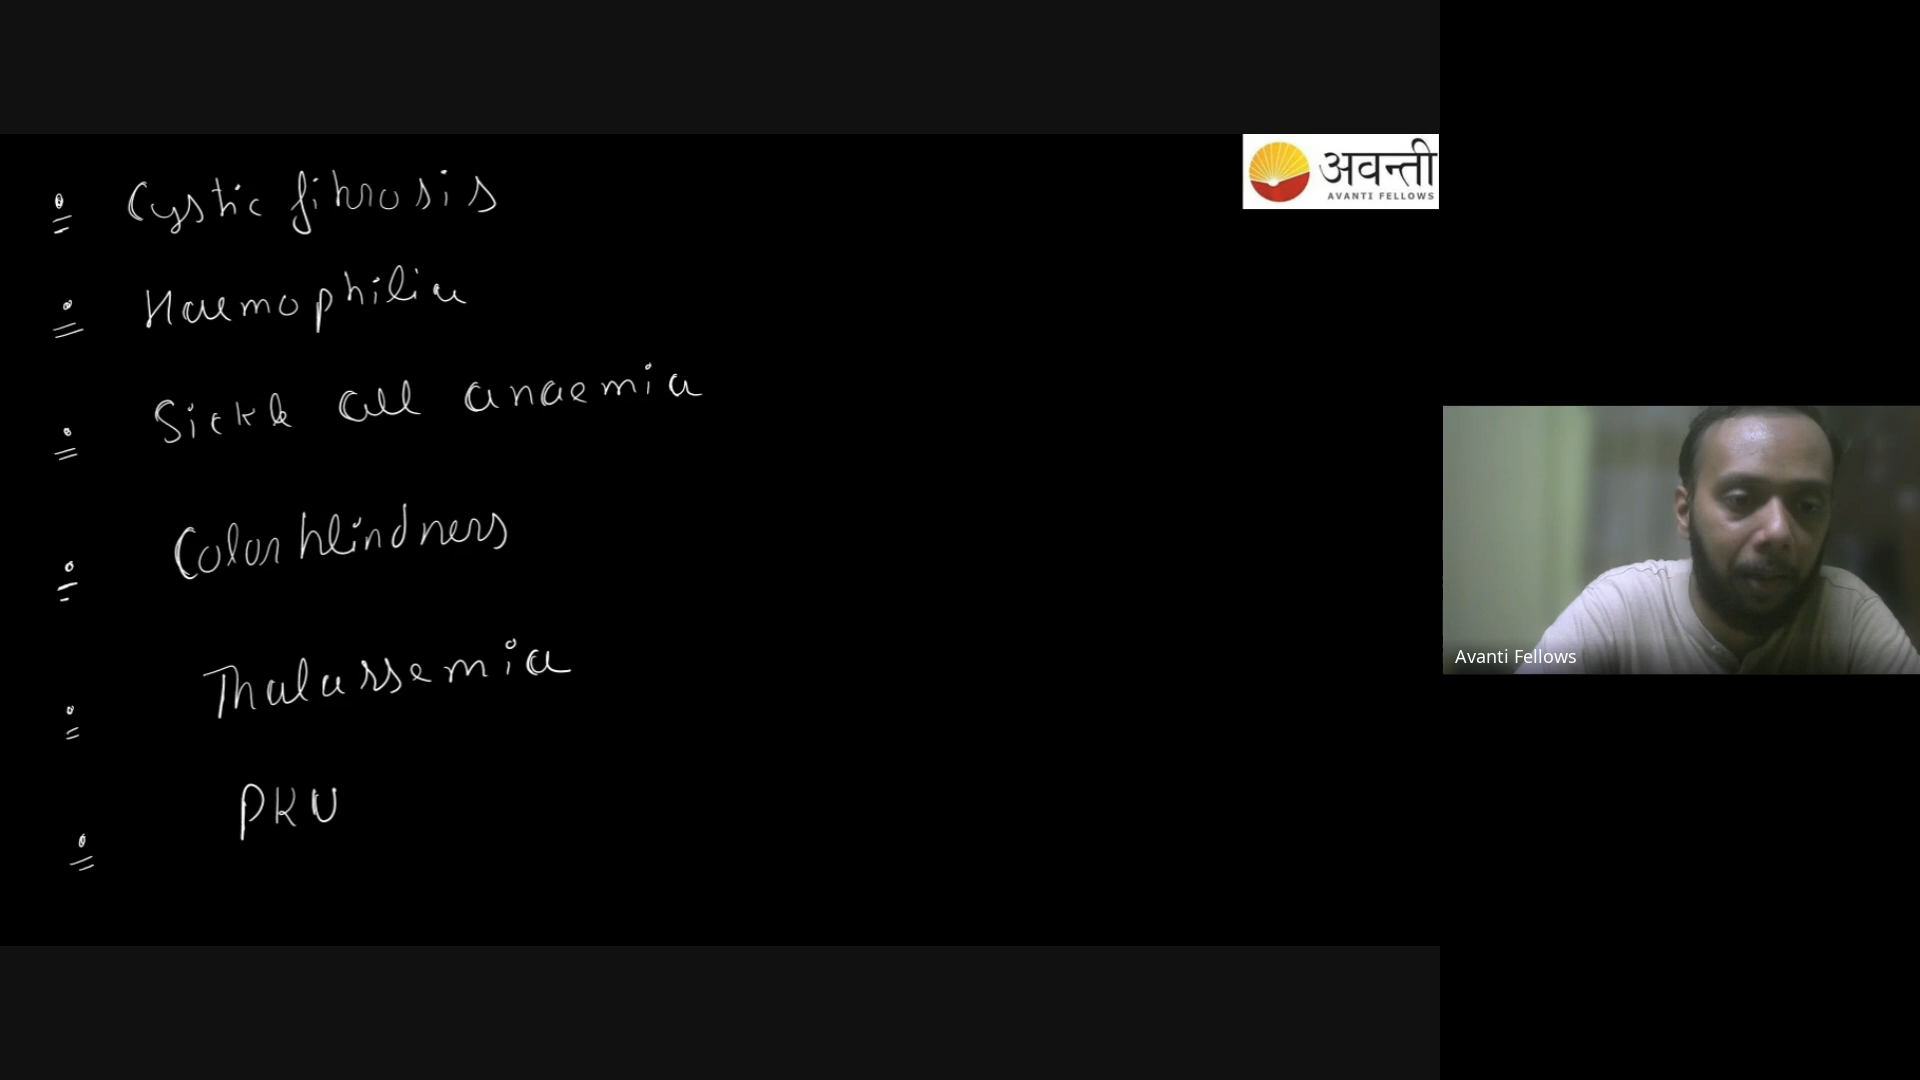 Cystic fibrosis
अवन्ती
AVANTI FELLOWS
Haemophilia
Sickle cell anaemia
Colorblindness
Thalassemia
PKU
Avanti Fellows